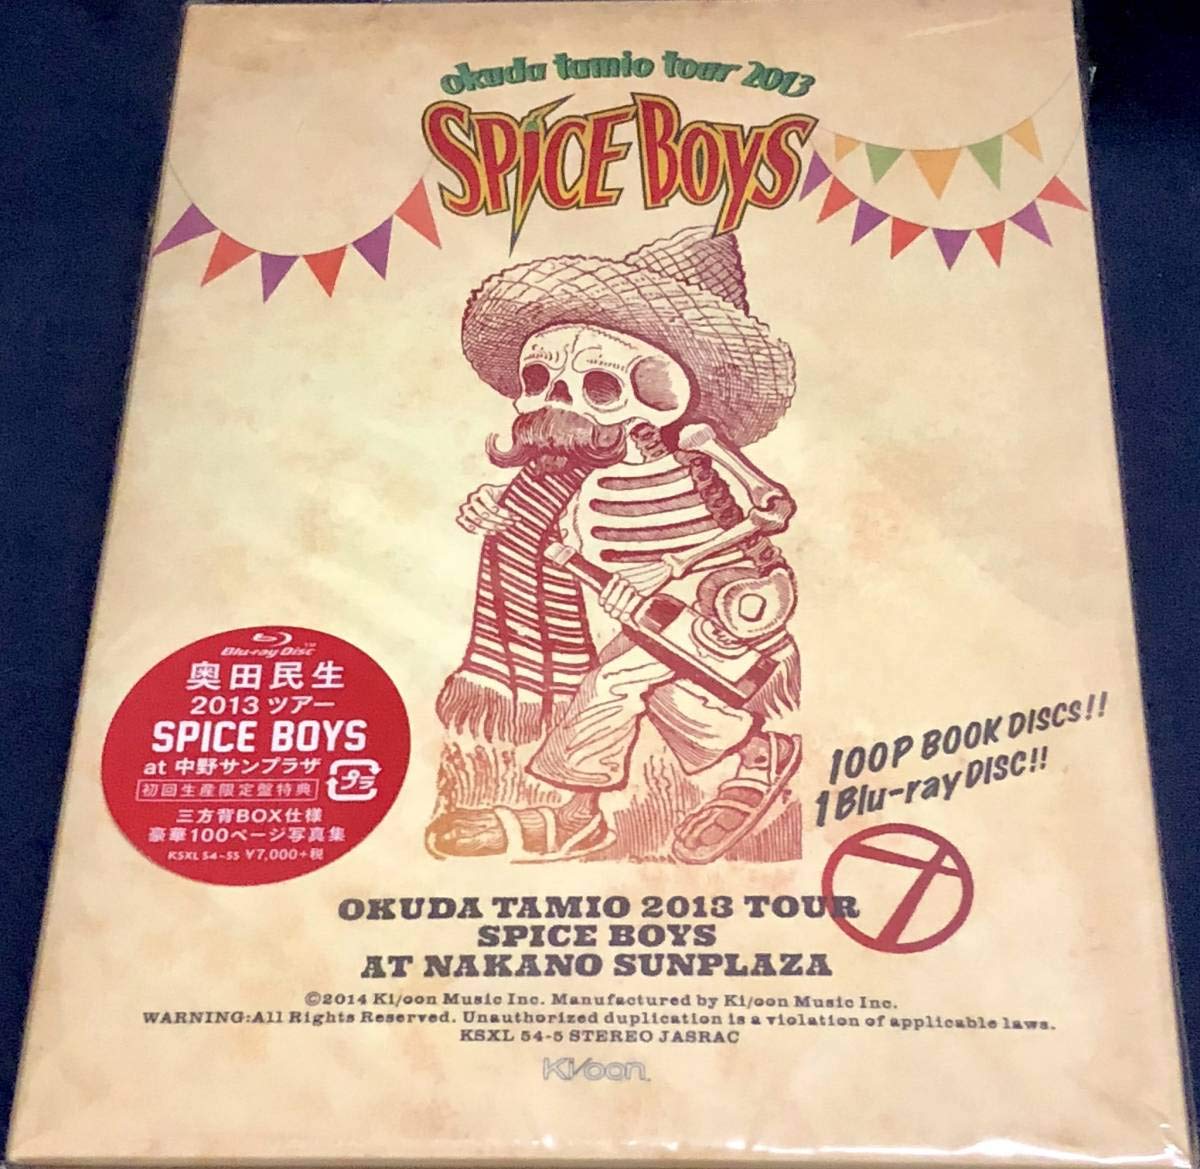 okuda tamio tour 2013
SPICE BOYS
Blu-ray Disc™
奥田民生
2013 ツアー
SPICE BOYS
at 中野サンプラザ
初回生産限定盤特典
プラ
三方背BOX仕様
豪華100ページ写真集
KSXL 54~55 ¥7,000+税
100P BOOK DISCS!!
1 Blu-ray DISC!!
OKUDA TAMIO 2013 TOUR
SPICE BOYS
AT NAKANO SUNPLAZA
©2014 Ki/oon Music Inc. Manufactured by Ki/oon Music Inc.
WARNING:All Rights Reserved. Unauthorized duplication is a violation of applicable laws.
KSXL 54-5 STEREO JASRAC
Ki/oon